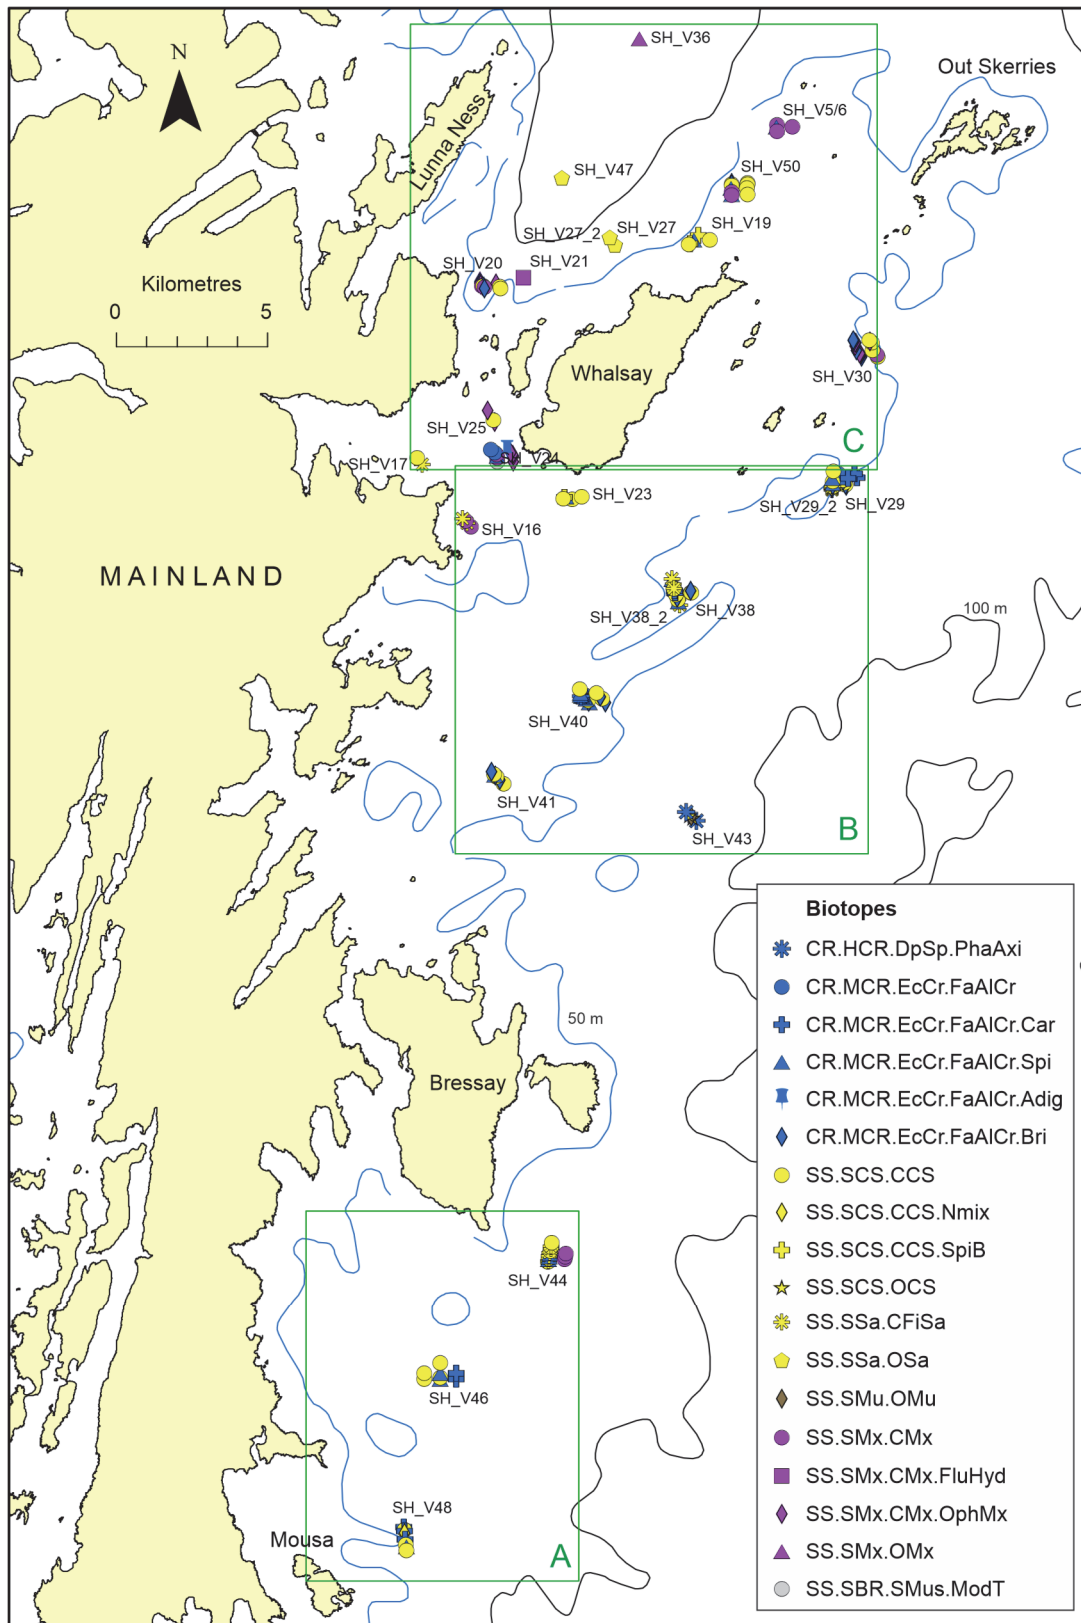 SH_V36
Out Skerries
N
SH_V5/6
Lunna Ness
SH_V47
SH_V50
SH_V27_2
SH_V27
SH_V19
SH_V20
SH_V21
Kilometres
0 5
Whalsay
SH_V30
SH_V25
C
SH_V17
SH_V24
SH_V23
SH_V29_2
SH_V29
SH_V16
MAINLAND
SH_V38_2
SH_V38
100 m
SH_V40
SH_V41
SH_V43
B
50 m
Bressay
SH_V44
SH_V46
SH_V48
Mousa
A
Biotopes
CR.HCR.DpSp.PhaAxi
CR.MCR.EcCr.FaAlCr
CR.MCR.EcCr.FaAlCr.Car
CR.MCR.EcCr.FaAlCr.Spi
CR.MCR.EcCr.FaAlCr.Adig
CR.MCR.EcCr.FaAlCr.Bri
SS.SCS.CCS
SS.SCS.CCS.Nmix
SS.SCS.CCS.SpiB
SS.SCS.OCS
SS.SSa.CFiSa
SS.SSa.OSa
SS.SMu.OMu
SS.SMx.CMx
SS.SMx.CMx.FluHyd
SS.SMx.CMx.OphMx
SS.SMx.OMx
SS.SBR.SMus.ModT